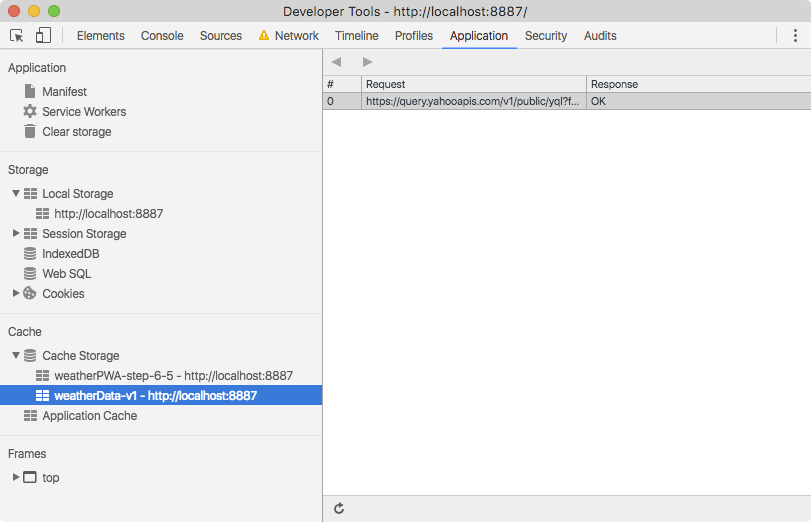 Developer Tools - http://localhost:8887/
Elements Console Sources Network Timeline Profiles Application Security Audits
Application
Manifest
Service Workers
Clear storage
Storage
Local Storage
http://localhost:8887
Session Storage
IndexedDB
Web SQL
Cookies
Cache
Cache Storage
weatherPWA-step-6-5 - http://localhost:8887
weatherData-v1 - http://localhost:8887
Application Cache
Frames
top
# Request Response
0 https://query.yahooapis.com/v1/public/yql?f... OK